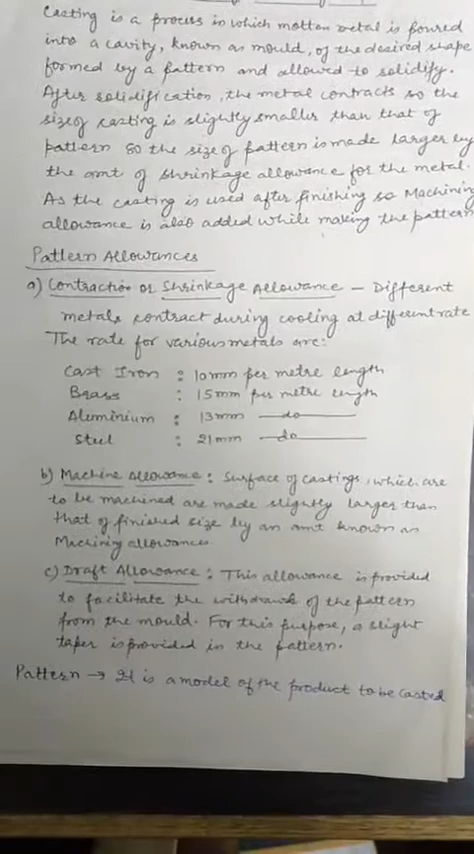 Casting is a process in which motten metal is poured
into a cavity, known as mould, of the desired shape
formed by a pattern and allowed to solidify.
After solidification, the metal contracts so the
size of casting is slightly smaller than that of
pattern so the size of pattern is made larger by
the amt of shrinkage allowance for the metal.
As the casting is used after finishing so Machining
allowance is also added while making the pattern
Pattern Allowances
a) Contraction or Shrinkage Allowance - Different
metals contract during cooling at different rate
The rate for various metals are:
Cast Iron : 10mm per metre length
Brass : 15mm per metre length
Aluminium : 13mm —do—
Steel : 21mm —do—
b) Machine Allowance : Surface of castings, which are
to be machined are made slightly larger than
that of finished size by an amt known as
Machining allowances.
c) Draft Allowance : This allowance is provided
to facilitate the withdrawl of the pattern
from the mould. For this purpose, a slight
taper is provided in the pattern.
Pattern → It is a model of the product to be casted